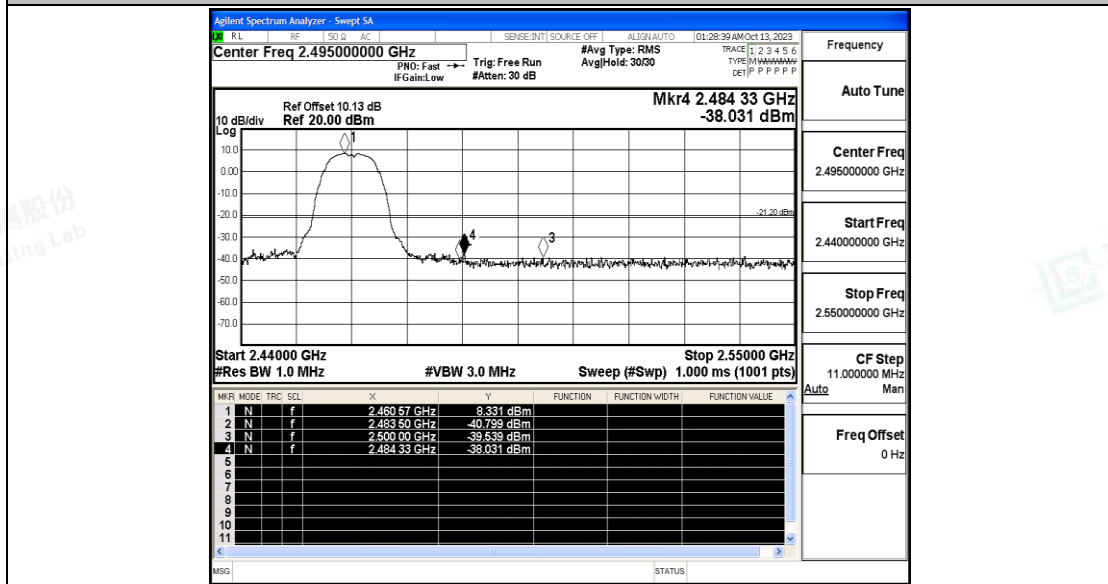 Agilent Spectrum Analyzer - Swept SA
RL RF 50 Ω AC SENSE:INT SOURCE OFF ALIGNAUTO 01:28:39 AM Oct 13, 2023
Center Freq 2.495000000 GHz
PNO: Fast
IFGain:Low
Trig: Free Run
#Atten: 30 dB
#Avg Type: RMS
Avg|Hold: 30/30
TRACE 1 2 3 4 5 6
TYPE M W W W W W
DET P P P P P P
Ref Offset 10.13 dB
10 dB/div Ref 20.00 dBm
Log
Mkr4 2.484 33 GHz
-38.031 dBm
10.0
0.00
-10.0
-20.0
-30.0
-40.0
-50.0
-60.0
-70.0
1
4
3
-21.20 dBm
Start 2.44000 GHz Stop 2.55000 GHz
#Res BW 1.0 MHz #VBW 3.0 MHz Sweep (#Swp) 1.000 ms (1001 pts)
MKR MODE TRC SCL X Y FUNCTION FUNCTION WIDTH FUNCTION VALUE
1 N f 2.460 57 GHz 8.331 dBm
2 N f 2.483 50 GHz -40.799 dBm
3 N f 2.500 00 GHz -39.539 dBm
4 N f 2.484 33 GHz -38.031 dBm
5
6
7
8
9
10
11
MSG STATUS
Frequency
Auto Tune
Center Freq
2.495000000 GHz
Start Freq
2.440000000 GHz
Stop Freq
2.550000000 GHz
CF Step
11.000000 MHz
Auto Man
Freq Offset
0 Hz
股份
Lab